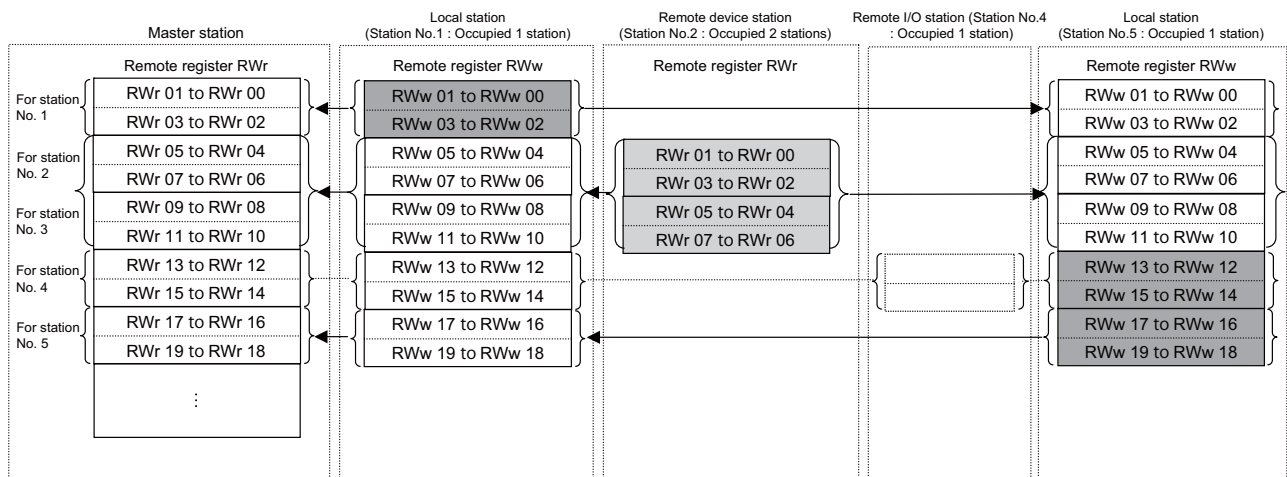 Master station
Remote register RWr
For station
No. 1
For station
No. 2
For station
No. 3
For station
No. 4
For station
No. 5
RWr 01 to RWr 00
RWr 03 to RWr 02
RWr 05 to RWr 04
RWr 07 to RWr 06
RWr 09 to RWr 08
RWr 11 to RWr 10
RWr 13 to RWr 12
RWr 15 to RWr 14
RWr 17 to RWr 16
RWr 19 to RWr 18
⋮
Local station
(Station No.1 : Occupied 1 station)
Remote register RWw
RWw 01 to RWw 00
RWw 03 to RWw 02
RWw 05 to RWw 04
RWw 07 to RWw 06
RWw 09 to RWw 08
RWw 11 to RWw 10
RWw 13 to RWw 12
RWw 15 to RWw 14
RWw 17 to RWw 16
RWw 19 to RWw 18
Remote device station
(Station No.2 : Occupied 2 stations)
Remote register RWr
RWr 01 to RWr 00
RWr 03 to RWr 02
RWr 05 to RWr 04
RWr 07 to RWr 06
Remote I/O station (Station No.4
: Occupied 1 station)
Local station
(Station No.5 : Occupied 1 station)
Remote register RWw
RWw 01 to RWw 00
RWw 03 to RWw 02
RWw 05 to RWw 04
RWw 07 to RWw 06
RWw 09 to RWw 08
RWw 11 to RWw 10
RWw 13 to RWw 12
RWw 15 to RWw 14
RWw 17 to RWw 16
RWw 19 to RWw 18